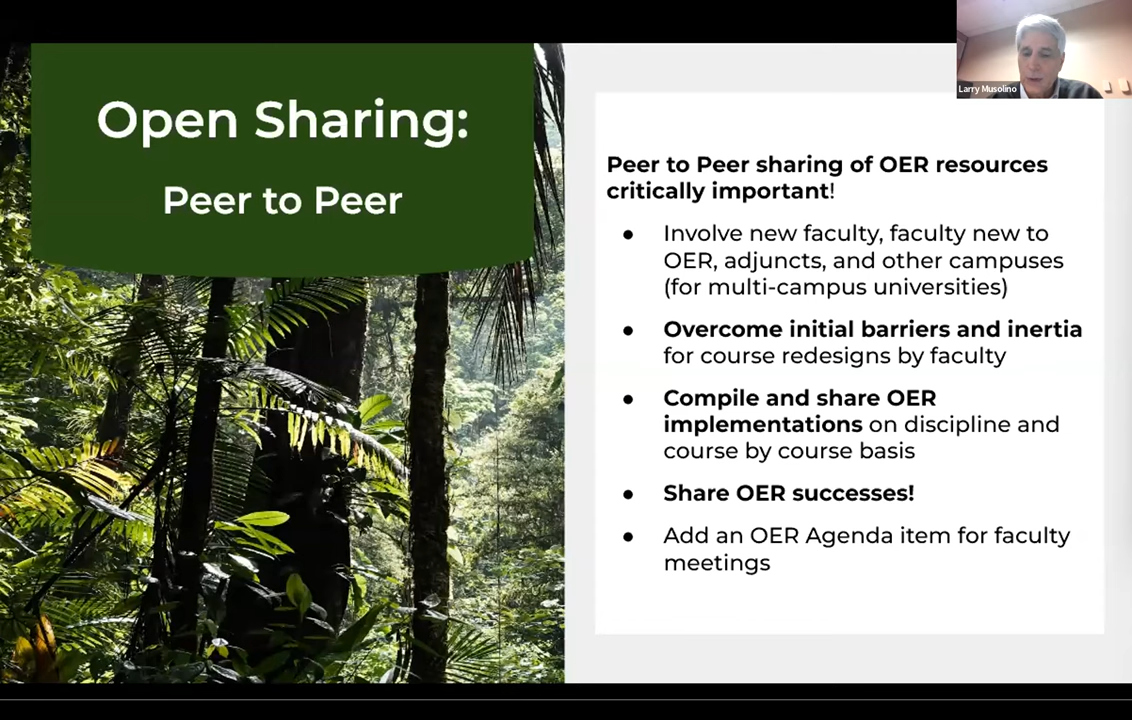 Open Sharing:
Peer to Peer
Larry Musolino
Peer to Peer sharing of OER resources
critically important!
● Involve new faculty, faculty new to
OER, adjuncts, and other campuses
(for multi-campus universities)
● Overcome initial barriers and inertia
for course redesigns by faculty
● Compile and share OER
implementations on discipline and
course by course basis
● Share OER successes!
● Add an OER Agenda item for faculty
meetings